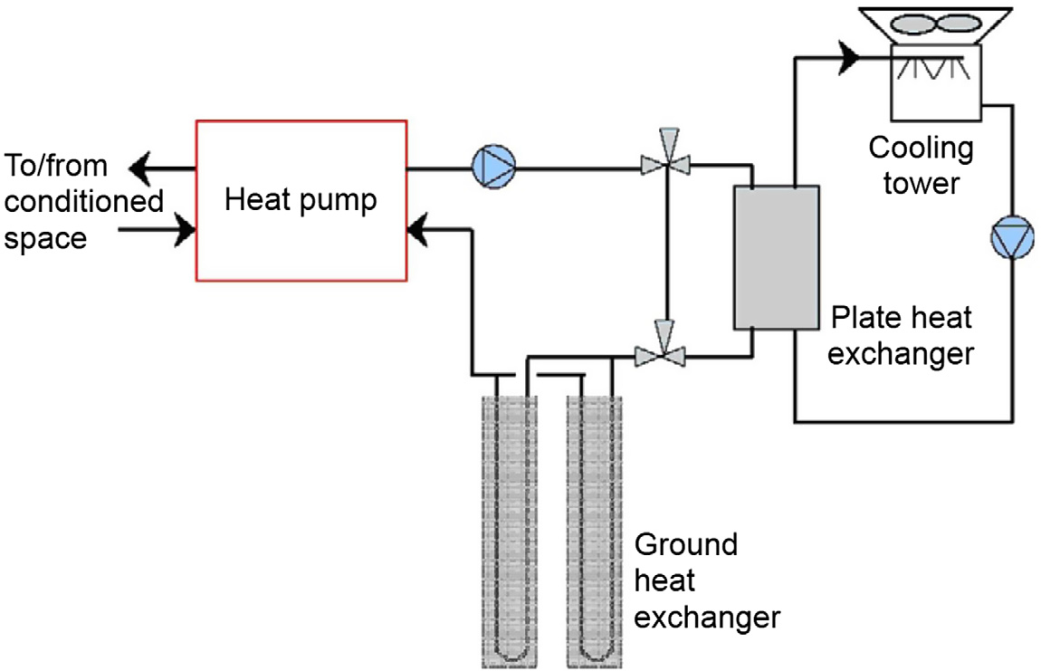 To/from
conditioned
space
Heat pump
Cooling
tower
Plate heat
exchanger
Ground
heat
exchanger